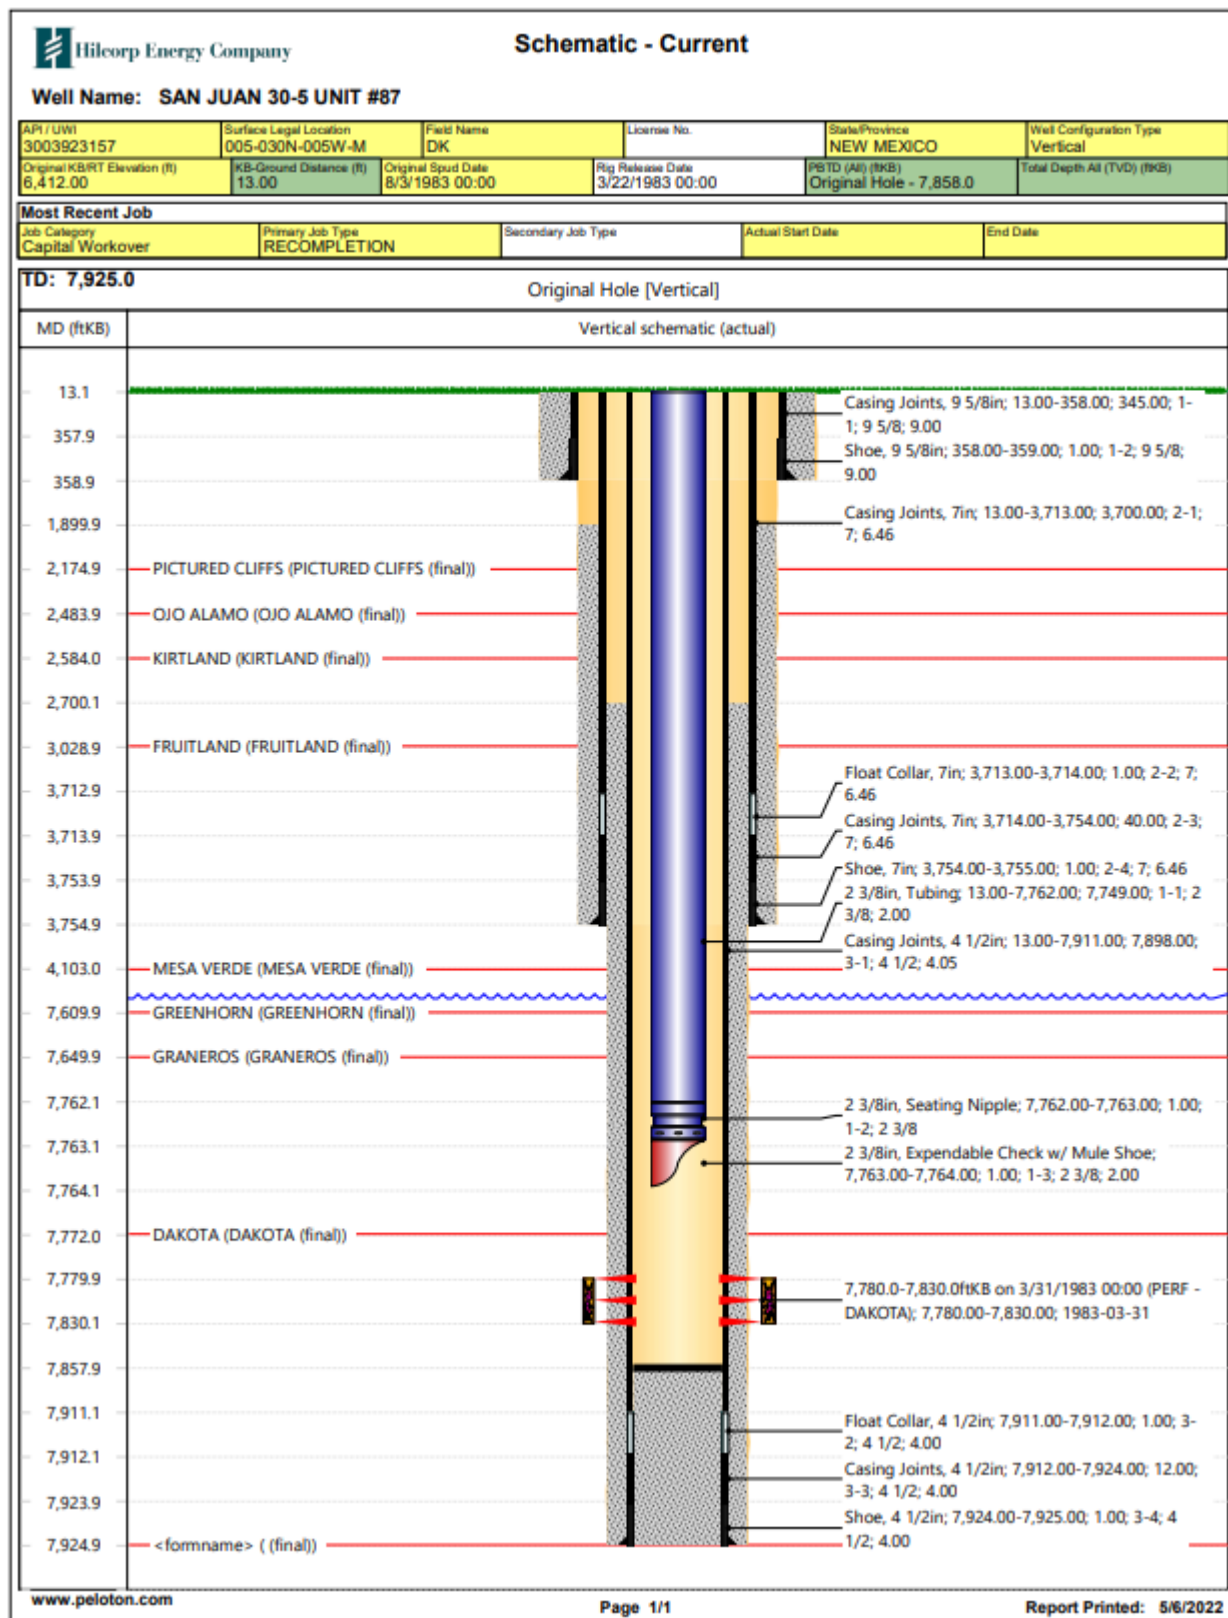 Hilcorp Energy Company
Schematic - Current
Well Name: SAN JUAN 30-5 UNIT #87
API / UWI
3003923157
Surface Legal Location
005-030N-005W-M
Field Name
DK
License No.
State/Province
NEW MEXICO
Well Configuration Type
Vertical
Original KB/RT Elevation (ft)
6,412.00
KB-Ground Distance (ft)
13.00
Original Spud Date
8/3/1983 00:00
Rig Release Date
3/22/1983 00:00
PBTD (All) (ftKB)
Original Hole - 7,858.0
Total Depth All (TVD) (ftKB)
Most Recent Job
Job Category
Capital Workover
Primary Job Type
RECOMPLETION
Secondary Job Type
Actual Start Date
End Date
TD: 7,925.0
Original Hole [Vertical]
MD (ftKB)
Vertical schematic (actual)
13.1
Casing Joints, 9 5/8in; 13.00-358.00; 345.00; 1-
1; 9 5/8; 9.00
357.9
Shoe, 9 5/8in; 358.00-359.00; 1.00; 1-2; 9 5/8;
9.00
358.9
Casing Joints, 7in; 13.00-3,713.00; 3,700.00; 2-1;
7; 6.46
1,899.9
2,174.9
PICTURED CLIFFS (PICTURED CLIFFS (final))
2,483.9
OJO ALAMO (OJO ALAMO (final))
2,584.0
KIRTLAND (KIRTLAND (final))
2,700.1
3,028.9
FRUITLAND (FRUITLAND (final))
Float Collar, 7in; 3,713.00-3,714.00; 1.00; 2-2; 7;
6.46
3,712.9
Casing Joints, 7in; 3,714.00-3,754.00; 40.00; 2-3;
7; 6.46
3,713.9
Shoe, 7in; 3,754.00-3,755.00; 1.00; 2-4; 7; 6.46
3,753.9
2 3/8in, Tubing; 13.00-7,762.00; 7,749.00; 1-1; 2
3/8; 2.00
3,754.9
Casing Joints, 4 1/2in; 13.00-7,911.00; 7,898.00;
3-1; 4 1/2; 4.05
4,103.0
MESA VERDE (MESA VERDE (final))
7,609.9
GREENHORN (GREENHORN (final))
7,649.9
GRANEROS (GRANEROS (final))
7,762.1
2 3/8in, Seating Nipple; 7,762.00-7,763.00; 1.00;
1-2; 2 3/8
7,763.1
2 3/8in, Expendable Check w/ Mule Shoe;
7,763.00-7,764.00; 1.00; 1-3; 2 3/8; 2.00
7,764.1
7,772.0
DAKOTA (DAKOTA (final))
7,779.9
7,780.0-7,830.0ftKB on 3/31/1983 00:00 (PERF -
DAKOTA); 7,780.00-7,830.00; 1983-03-31
7,830.1
7,857.9
7,911.1
Float Collar, 4 1/2in; 7,911.00-7,912.00; 1.00; 3-
2; 4 1/2; 4.00
7,912.1
Casing Joints, 4 1/2in; 7,912.00-7,924.00; 12.00;
3-3; 4 1/2; 4.00
7,923.9
Shoe, 4 1/2in; 7,924.00-7,925.00; 1.00; 3-4; 4
1/2; 4.00
7,924.9
<formname> ( (final))
www.peloton.com
Page 1/1
Report Printed: 5/6/2022